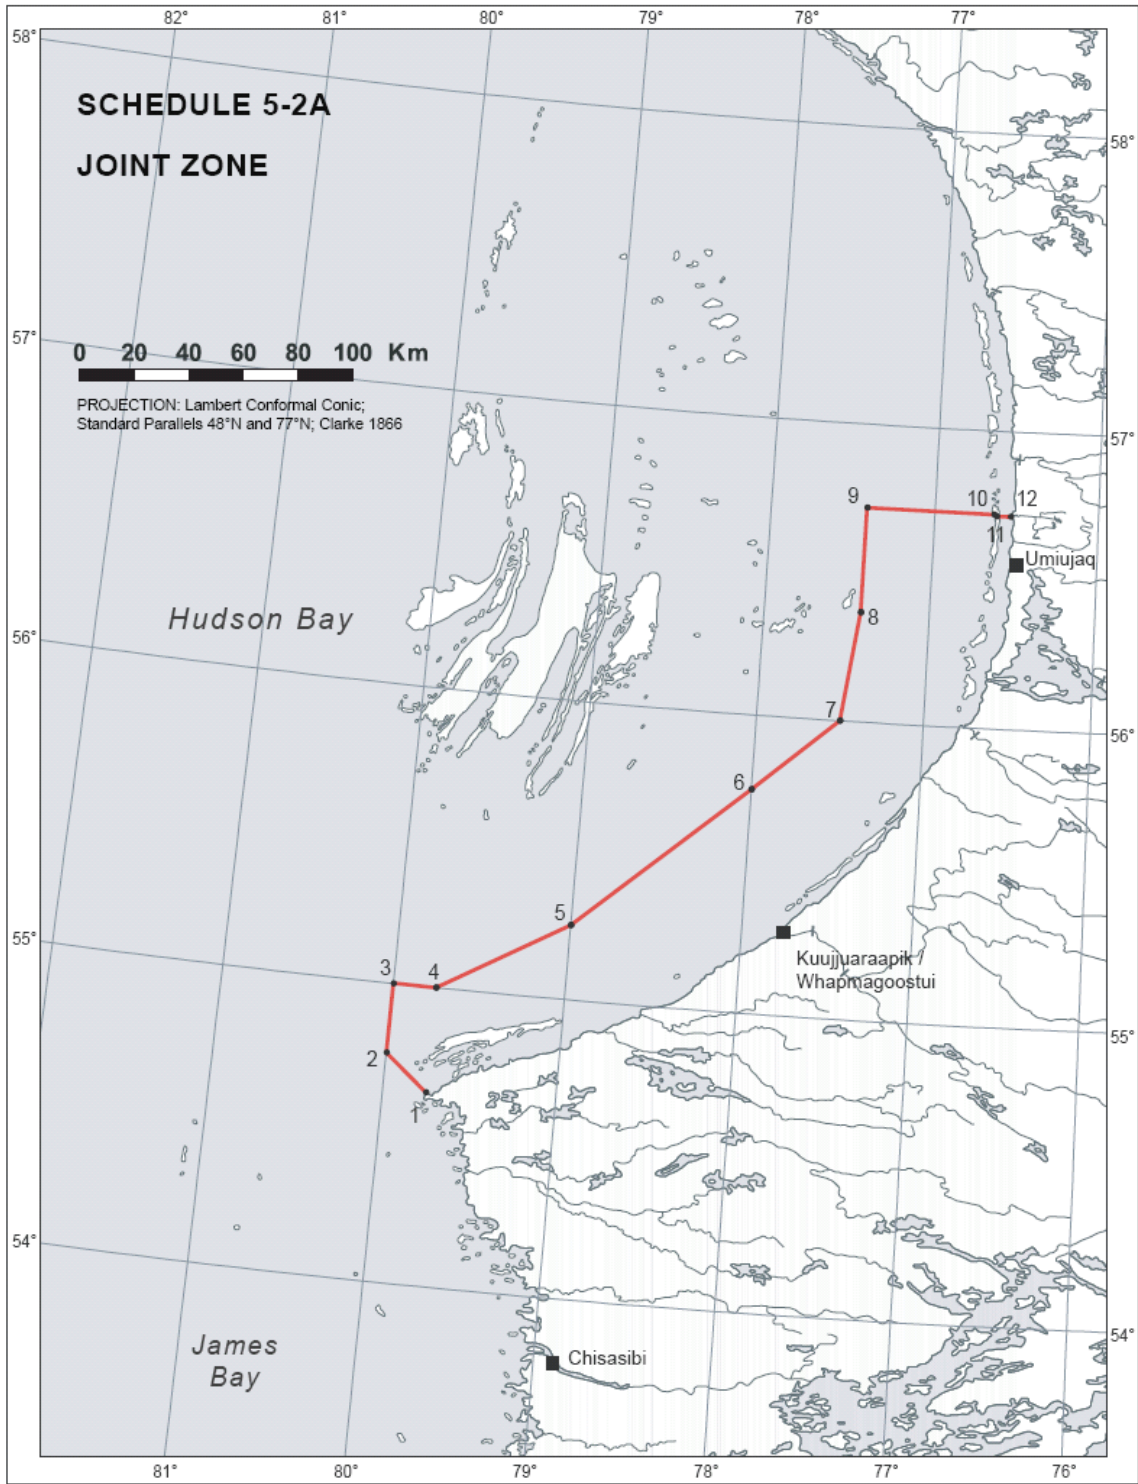 82° 81° 80° 79° 78° 77°
58°
SCHEDULE 5-2A
58°
JOINT ZONE
57°
0 20 40 60 80 100 Km
PROJECTION: Lambert Conformal Conic;
Standard Parallels 48°N and 77°N; Clarke 1866
57°
9 10 12
11
Umiujaq
Hudson Bay
8
56°
7
56°
6
5
55°
Kuujjuaraapik /
Whapmagoostui
3 4
55°
2
1
54°
54°
James
Bay
Chisasibi
81° 80° 79° 78° 77° 76°